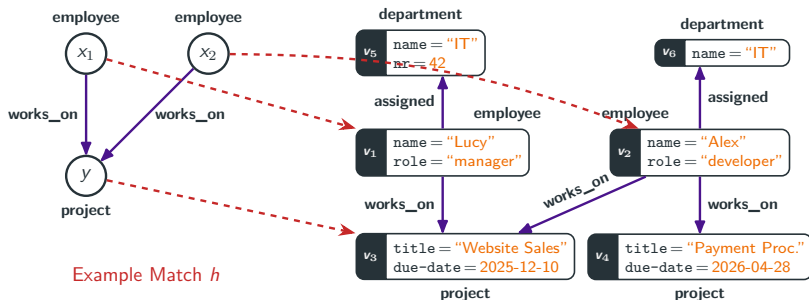 employee
x1
employee
x2
works_on
works_on
y
project
Example Match h
department
v5
name = "IT"
nr = 42
department
v6
name = "IT"
assigned
assigned
employee
v1
name = "Lucy"
role = "manager"
employee
v2
name = "Alex"
role = "developer"
works_on
works_on
works_on
v3
title = "Website Sales"
due-date = 2025-12-10
project
v4
title = "Payment Proc."
due-date = 2026-04-28
project